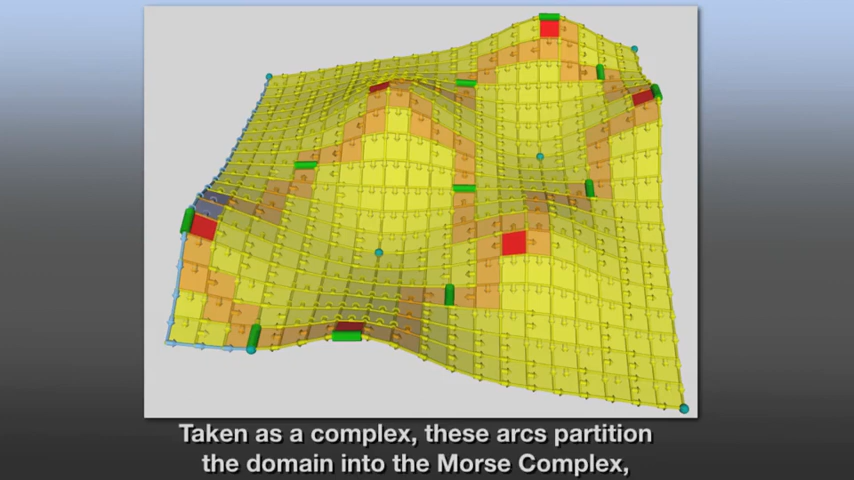 Taken as a complex, these arcs partition
the domain into the Morse Complex,